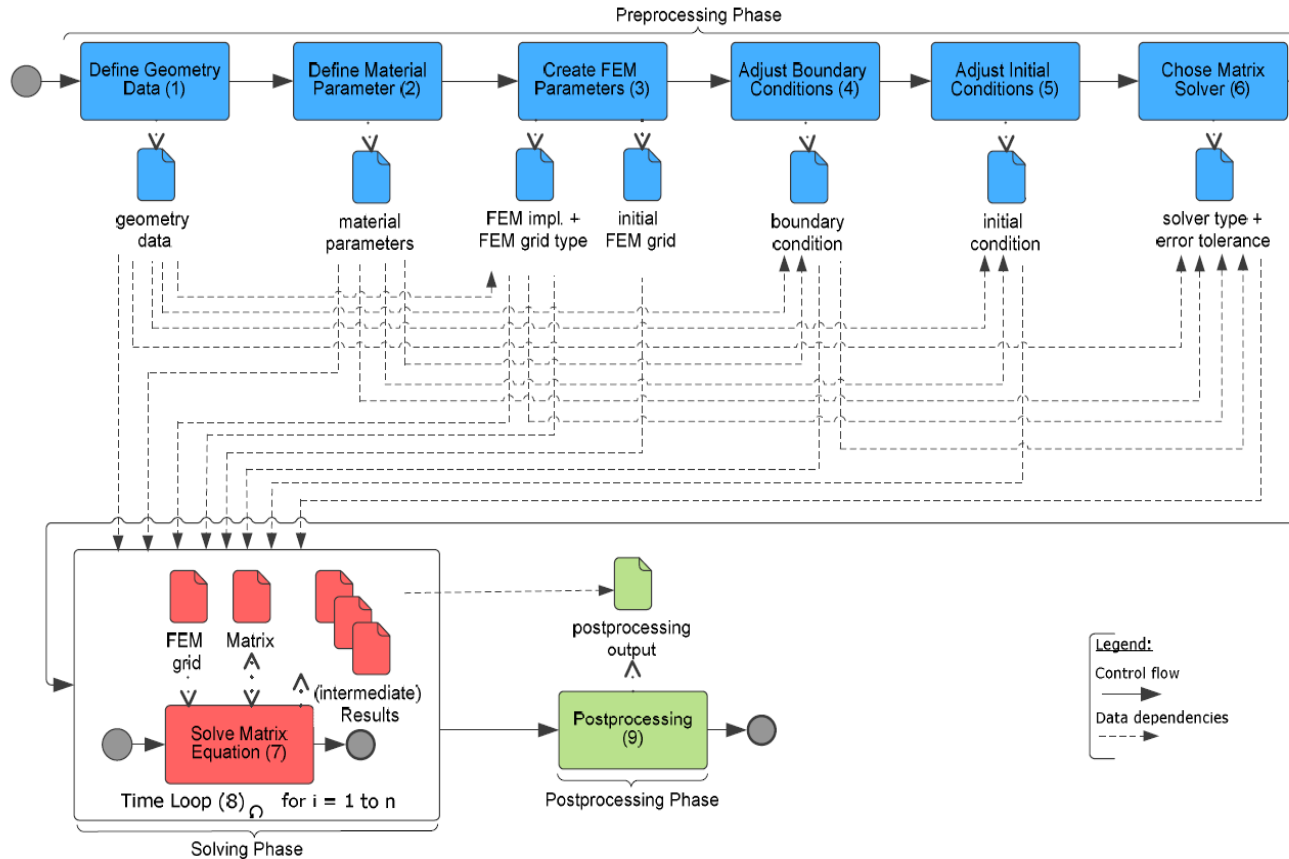 Preprocessing Phase
Define Geometry
Data (1)
Define Material
Parameter (2)
Create FEM
Parameters (3)
Adjust Boundary
Conditions (4)
Adjust Initial
Conditions (5)
Chose Matrix
Solver (6)
geometry
data
material
parameters
FEM impl. +
FEM grid type
initial
FEM grid
boundary
condition
initial
condition
solver type +
error tolerance
FEM
grid
Matrix
(intermediate)
Results
Solve Matrix
Equation (7)
Time Loop (8) for i = 1 to n
Solving Phase
postprocessing
output
Postprocessing
(9)
Postprocessing Phase
Legend:
Control flow
Data dependencies